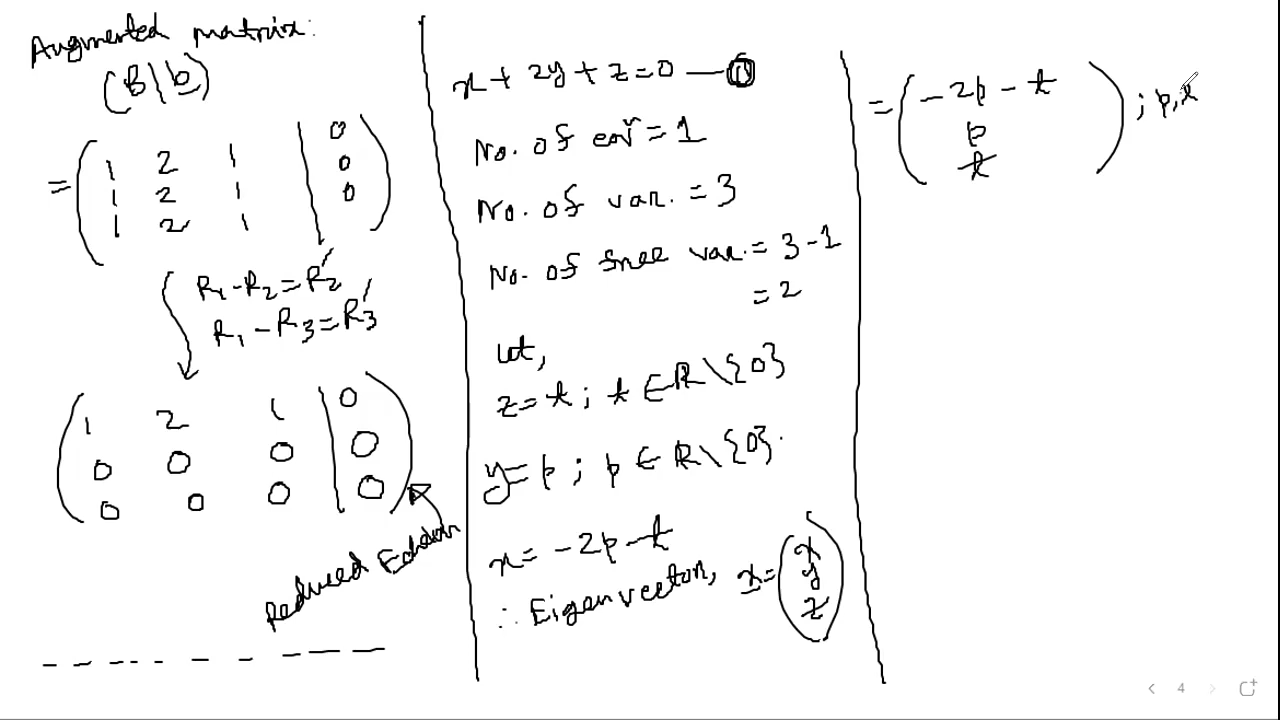 Augmented matrix:
(B|b)
= ( 1 2 1 | 0
1 2 1 | 0
1 2 1 | 0 )
R₁-R₂=R₂′
R₁-R₃=R₃′
( 1 2 1 | 0
0 0 0 | 0
0 0 0 | 0 )
Reduced Echelon
x+2y+z=0 — ①
No. of eqⁿ=1
No. of var.=3
No. of free var.=3-1
=2
Let,
z=t; t∈R\{0}
y=p; p∈R\{0}.
x=-2p-t
∴ Eigenvector, x=( x
y
z )
= ( -2p-t
p
t ) ; p,t
4